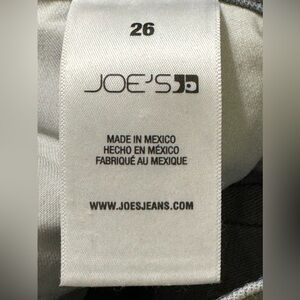 26
JOE'S
MADE IN MEXICO
HECHO EN MÉXICO
FABRIQUÉ AU MEXIQUE
WWW.JOESJEANS.COM